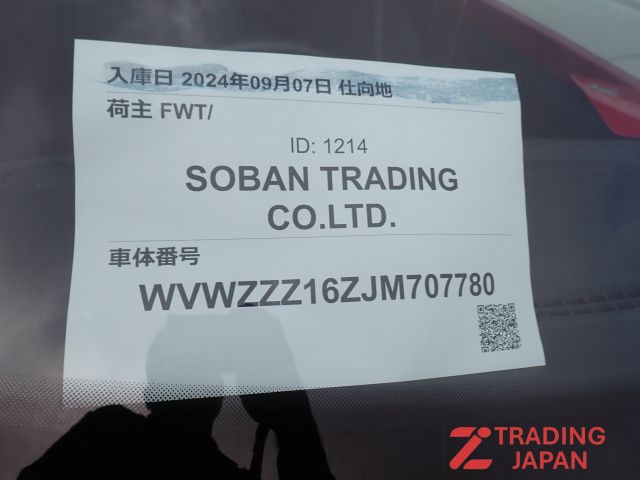 入庫日 2024年09月07日 仕向地
荷主 FWT/
ID: 1214
SOBAN TRADING
CO.LTD.
車体番号
WVWZZZ16ZJM707780
TRADING
JAPAN